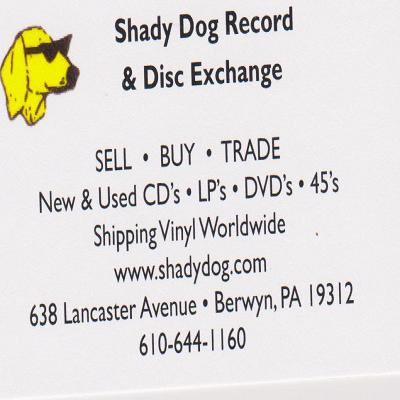 Shady Dog Record
& Disc Exchange
SELL • BUY • TRADE
New & Used CD's • LP's • DVD's • 45's
Shipping Vinyl Worldwide
www.shadydog.com
638 Lancaster Avenue • Berwyn, PA 19312
610-644-1160